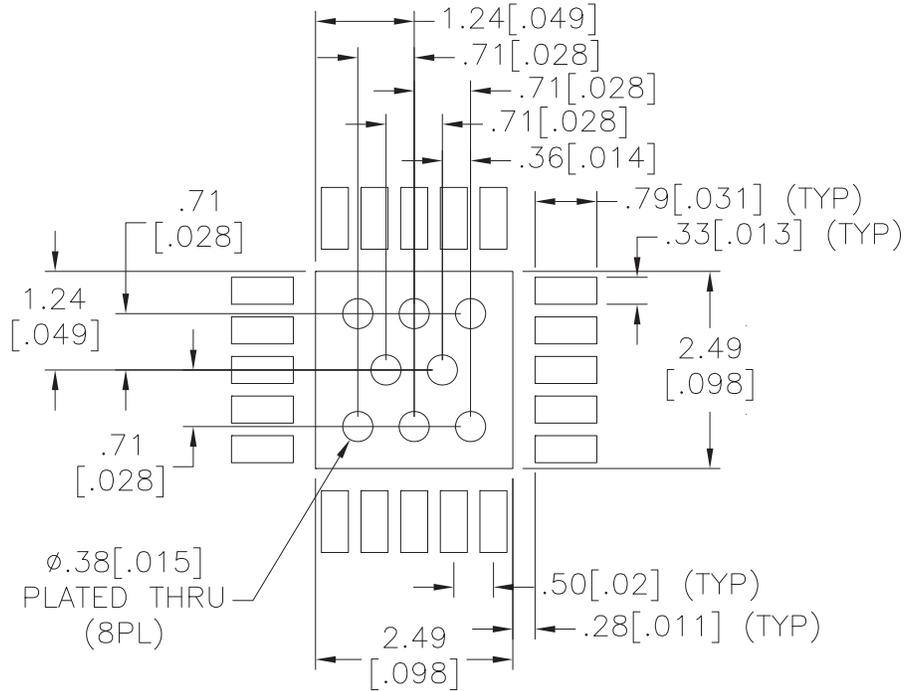 1.24[.049]
.71[.028]
.71[.028]
.71[.028]
.36[.014]
.79[.031] (TYP)
.33[.013] (TYP)
.71
[.028]
1.24
[.049]
2.49
[.098]
.71
[.028]
ø.38[.015]
PLATED THRU
(8PL)
.50[.02] (TYP)
.28[.011] (TYP)
2.49
[.098]